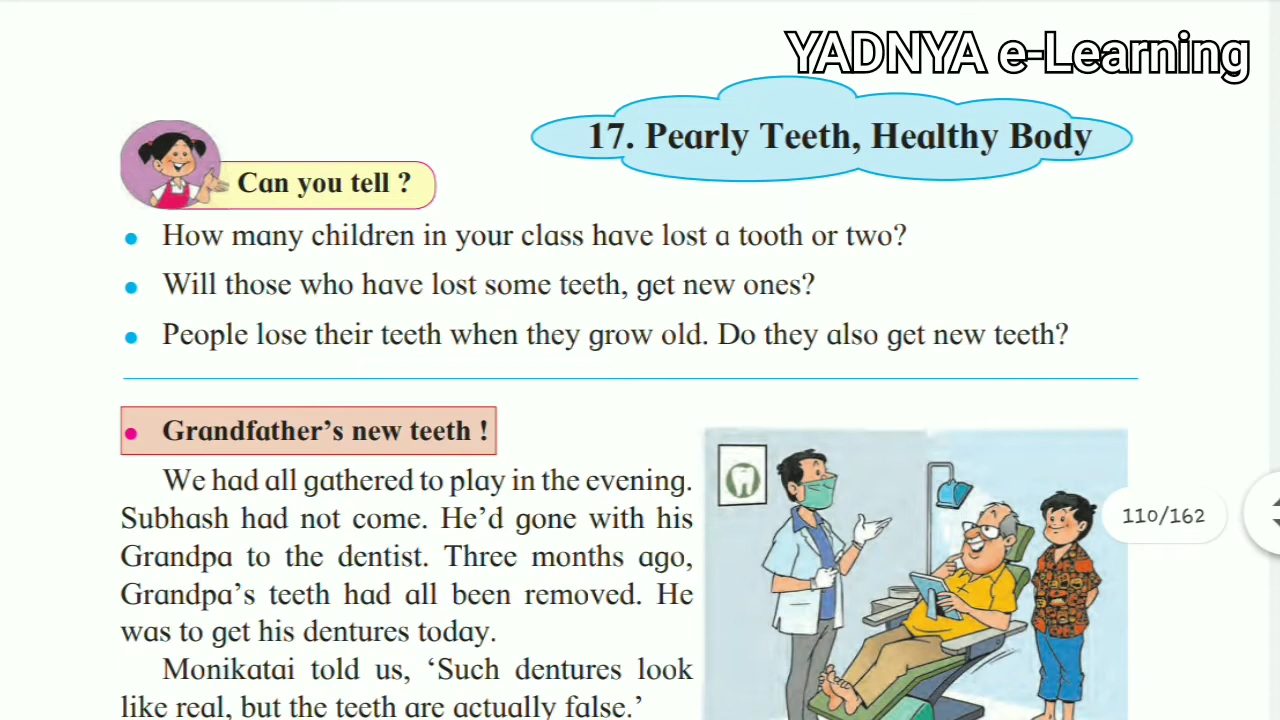 YADNYA e-Learning
17. Pearly Teeth, Healthy Body
Can you tell ?
• How many children in your class have lost a tooth or two?
• Will those who have lost some teeth, get new ones?
• People lose their teeth when they grow old. Do they also get new teeth?
• Grandfather’s new teeth !
We had all gathered to play in the evening.
Subhash had not come. He’d gone with his
Grandpa to the dentist. Three months ago,
Grandpa’s teeth had all been removed. He
was to get his dentures today.
Monikatai told us, ‘Such dentures look
like real, but the teeth are actually false.’
110/162